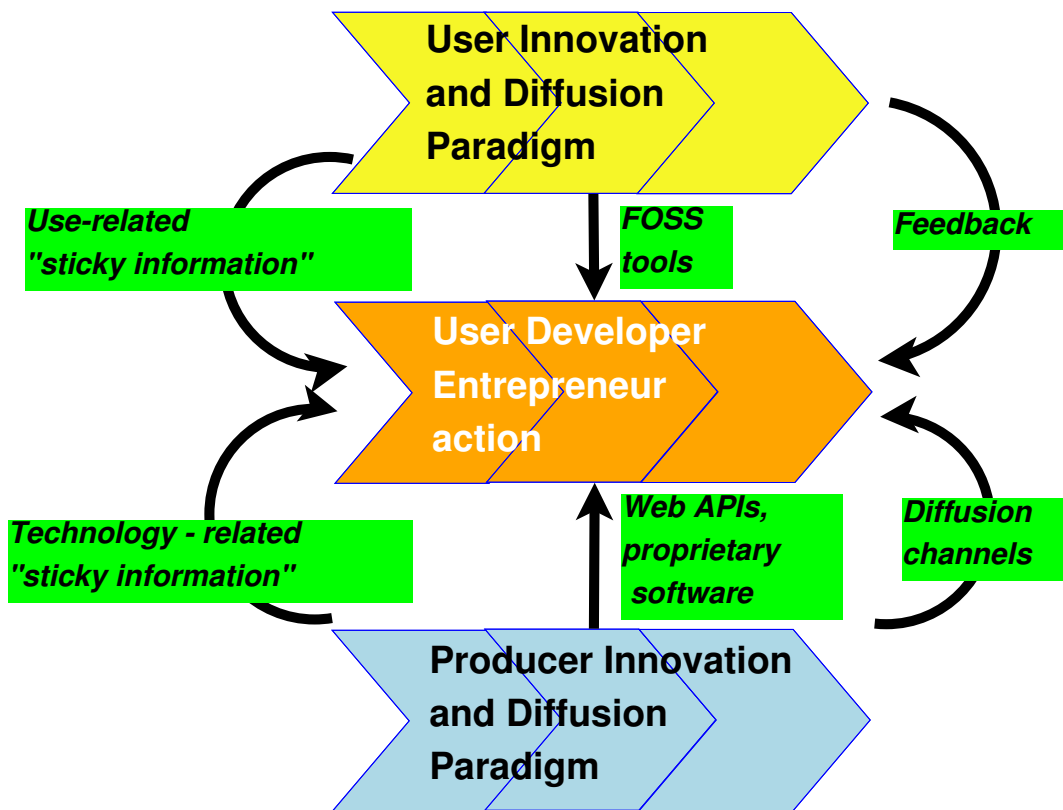 User Innovation
and Diffusion
Paradigm
Use-related
"sticky information"
FOSS
tools
Feedback
User Developer
Entrepreneur
action
Technology - related
"sticky information"
Web APIs,
proprietary
software
Diffusion
channels
Producer Innovation
and Diffusion
Paradigm